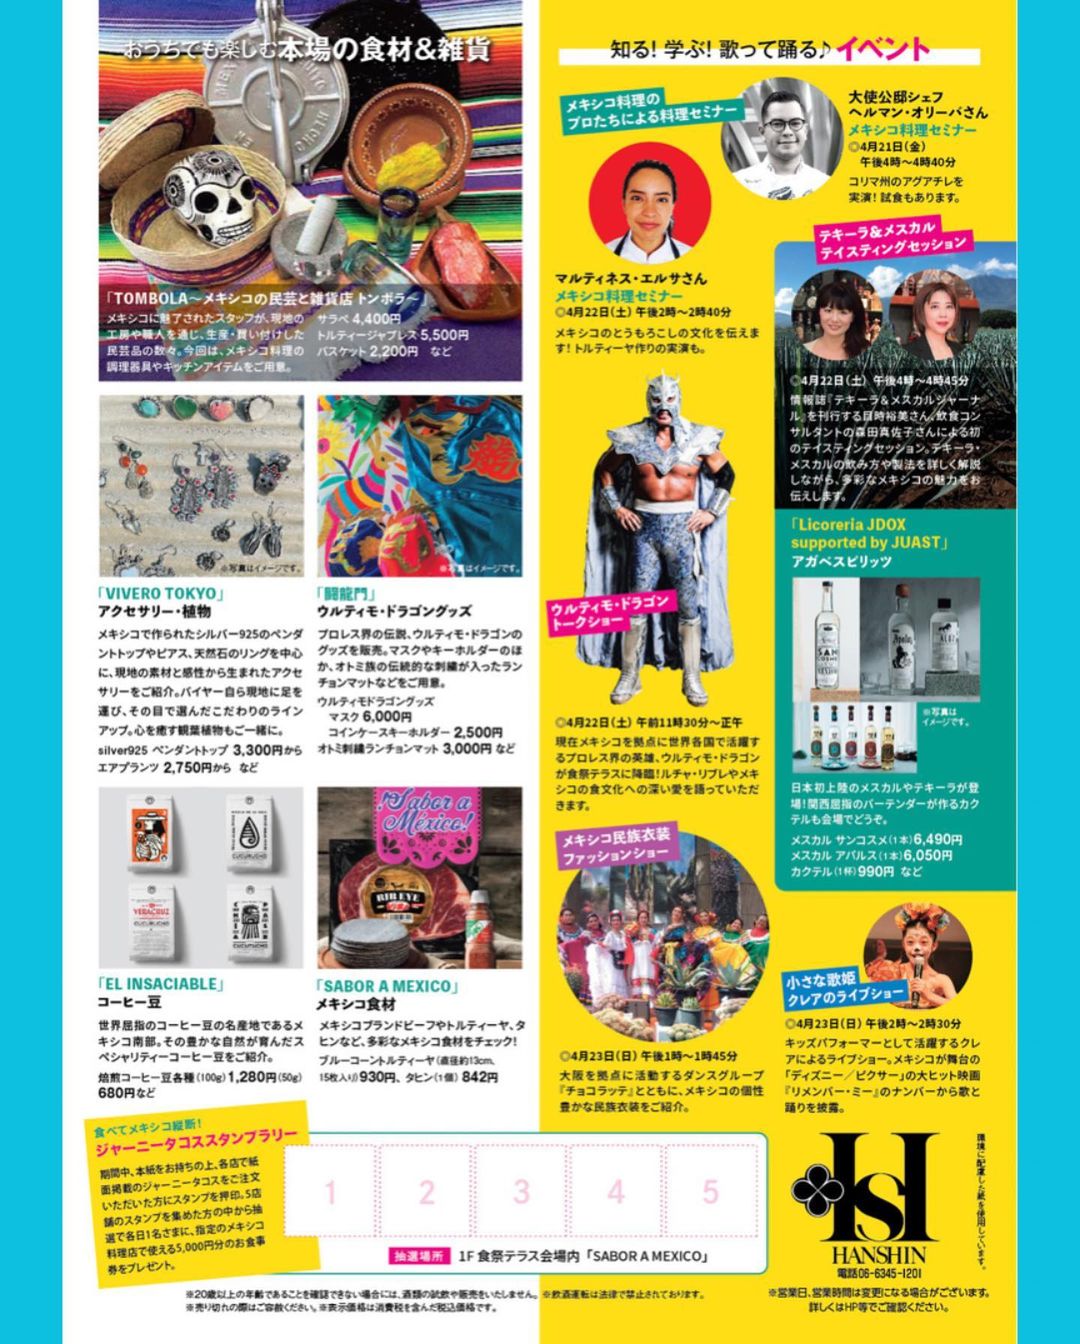 おうちでも楽しむ本場の食材&雑貨
「TOMBOLA～メキシコの民芸と雑貨店 トンボラ～」
メキシコに魅了されたスタッフが、現地の
工房や職人を通じ、生産・買い付けした
民芸品の数々。今回は、メキシコ料理の
調理器具やキッチンアイテムをご用意。
サラペ 4,400円
トルティージャプレス 5,500円
バスケット 2,200円 など
※写真はイメージです。
「VIVERO TOKYO」
アクセサリー・植物
メキシコで作られたシルバー925のペンダ
ントトップやピアス、天然石のリングを中心
に、現地の素材と感性から生まれたアクセ
サリーをご紹介。バイヤー自ら現地に足を
運び、その目で選んだこだわりのライン
アップ。心を癒す観葉植物もご一緒に。
silver925 ペンダントトップ 3,300円から
エアプランツ 2,750円から など
※写真はイメージです。
「闘龍門」
ウルティモ・ドラゴングッズ
プロレス界の伝説、ウルティモ・ドラゴンの
グッズを販売。マスクやキーホルダーのほ
か、オトミ族の伝統的な刺繍が入ったラン
チョンマットなどをご用意。
ウルティモドラゴングッズ
マスク 6,000円
コインケースキーホルダー 2,500円
オトミ刺繍ランチョンマット 3,000円 など
CUCURUCHO
CUCURUCHO
VERACRUZ
CUCURUCHO
CUCURUCHO
「EL INSACIABLE」
コーヒー豆
世界屈指のコーヒー豆の名産地であるメ
キシコ南部。その豊かな自然が育んだス
ペシャリティーコーヒー豆をご紹介。
焙煎コーヒー豆各種(100g)1,280円(50g)
680円など
¡Sabor a
México!
RIB EYE
「SABOR A MEXICO」
メキシコ食材
メキシコブランドビーフやトルティーヤ、タ
ヒンなど、多彩なメキシコ食材をチェック!
ブルーコーントルティーヤ(直径約13cm、
15枚入り)930円、タヒン(1個) 842円
知る! 学ぶ! 歌って踊る♪イベント
メキシコ料理の
プロたちによる料理セミナー
大使公邸シェフ
ヘルマン・オリーバさん
メキシコ料理セミナー
◎4月21日(金)
午後4時～4時40分
コリマ州のアグアチレを
実演! 試食もあります。
マルティネス・エルサさん
メキシコ料理セミナー
◎4月22日(土) 午後2時～2時40分
メキシコのとうもろこしの文化を伝えま
す! トルティーヤ作りの実演も。
テキーラ&メスカル
テイスティングセッション
◎4月22日(土) 午後4時～4時45分
情報誌『テキーラ&メスカルジャーナ
ル』を刊行する目時裕美さん、飲食コン
サルタントの森田真佐子さんによる初
のテイスティングセッション。テキーラ・
メスカルの飲み方や製法を詳しく解説
しながら、多彩なメキシコの魅力をお
伝えします。
「Licoreria JDOX
supported by JUAST」
アガベスピリッツ
※写真は
イメージです。
日本初上陸のメスカルやテキーラが登
場! 関西屈指のバーテンダーが作るカク
テルも会場でどうぞ。
メスカル サンコスメ(1本)6,490円
メスカル アパルス(1本)6,050円
カクテル(1杯)990円 など
ウルティモ・ドラゴン
トークショー
◎4月22日(土) 午前11時30分～正午
現在メキシコを拠点に世界各国で活躍す
るプロレス界の英雄、ウルティモ・ドラゴン
が食祭テラスに降臨! ルチャ・リブレやメキ
シコの食文化への深い愛を語っていただ
きます。
メキシコ民族衣装
ファッションショー
◎4月23日(日) 午後1時～1時45分
大阪を拠点に活動するダンスグループ
『チョコラッテ』とともに、メキシコの個性
豊かな民族衣装をご紹介。
小さな歌姫
クレアのライブショー
◎4月23日(日) 午後2時～2時30分
キッズパフォーマーとして活躍するクレ
アによるライブショー。メキシコが舞台の
「ディズニー/ピクサー」の大ヒット映画
『リメンバー・ミー』のナンバーから歌と
踊りを披露。
食べてメキシコ縦断!
ジャーニータコススタンプラリー
期間中、本紙をお持ちの上、各店で紙
面掲載のジャーニータコスをご注文
いただいた方にスタンプを押印。5店
舗のスタンプを集めた方の中から抽
選で各日1名さまに、指定のメキシコ
料理店で使える5,000円分のお食事
券をプレゼント。
1 2 3 4 5
抽選場所 1F 食祭テラス会場内「SABOR A MEXICO」
HANSHIN
電話06-6345-1201
環境に配慮した紙を使用しています。
※20歳以上の年齢であることを確認できない場合には、酒類の試飲や販売をいたしません。※飲酒運転は法律で禁止されております。
※売り切れの際はご容赦ください。※表示価格は消費税を含んだ税込価格です。
※営業日、営業時間は変更になる場合がございます。
詳しくはHP等でご確認ください。